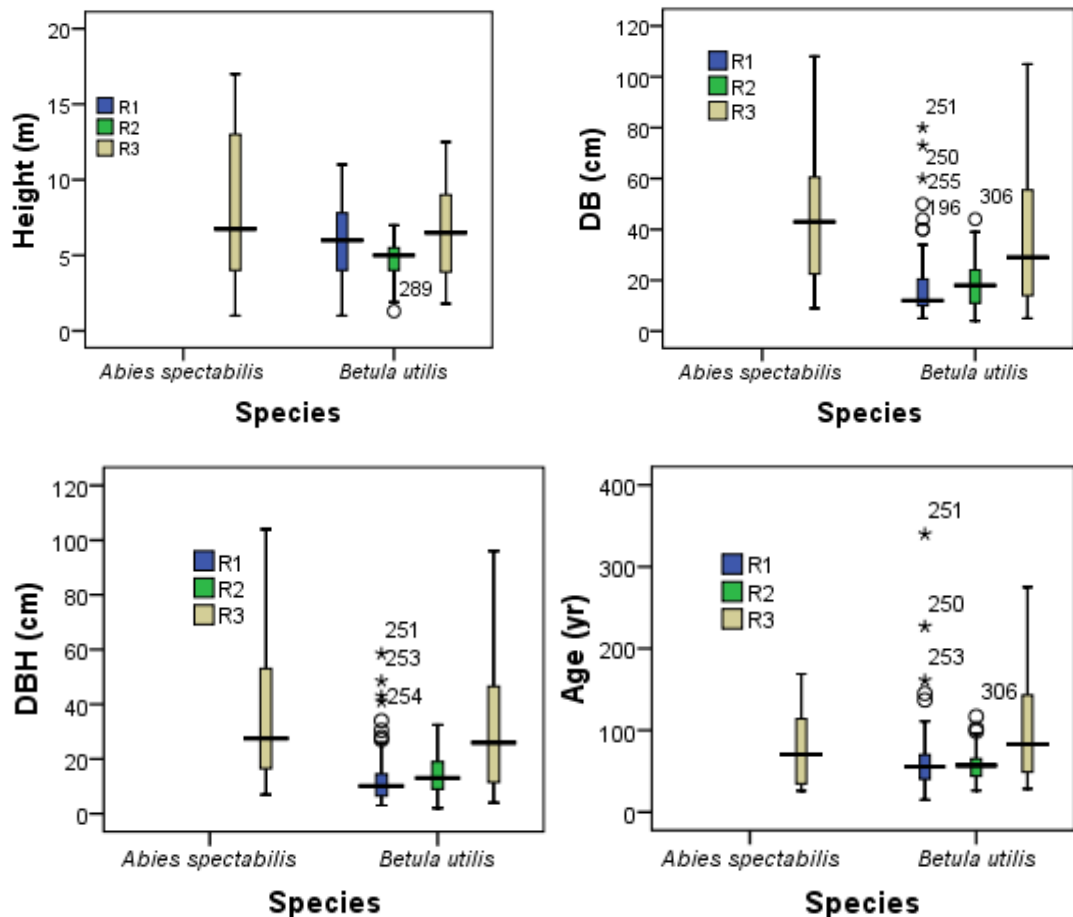 Height (m)
20
15
10
5
0
R1
R2
R3
289
Abies spectabilis
Betula utilis
Species
DB (cm)
120
100
80
60
40
20
0
R1
R2
R3
251
250
255
196
306
Abies spectabilis
Betula utilis
Species
DBH (cm)
120
100
80
60
40
20
0
R1
R2
R3
251
253
254
Abies spectabilis
Betula utilis
Species
Age (yr)
400
300
200
100
0
R1
R2
R3
251
250
253
306
Abies spectabilis
Betula utilis
Species